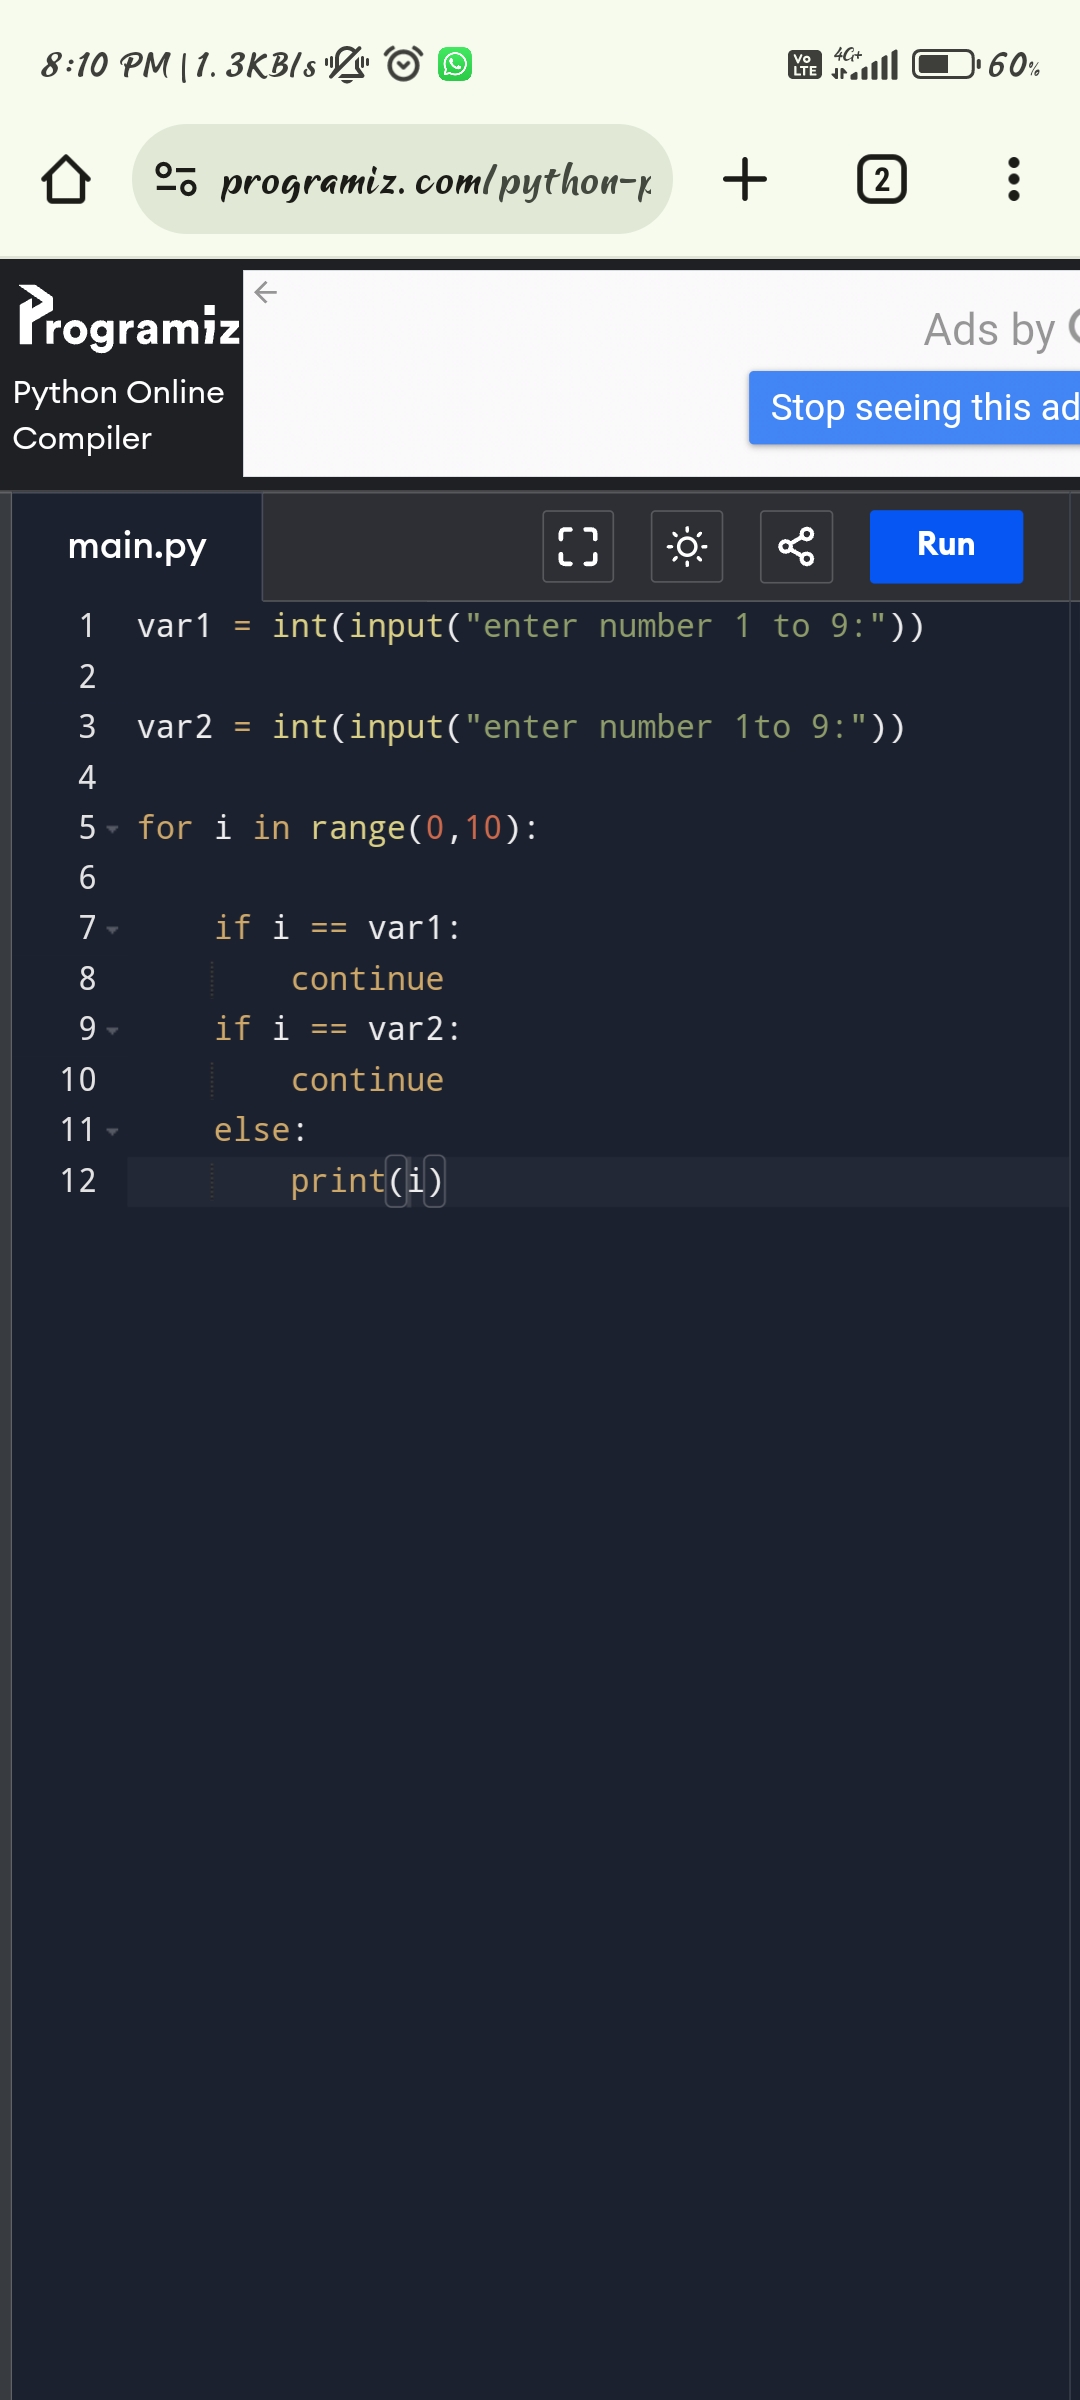 8:10 PM | 1.3KB/s Vo LTE 4G+ 60%
programiz.com/python-p 2
Programiz
Python Online
Compiler
Ads by
Stop seeing this ad
main.py Run
1 var1 = int(input("enter number 1 to 9:"))
2
3 var2 = int(input("enter number 1to 9:"))
4
5 for i in range(0,10):
6
7 if i == var1:
8 continue
9 if i == var2:
10 continue
11 else:
12 print(i)